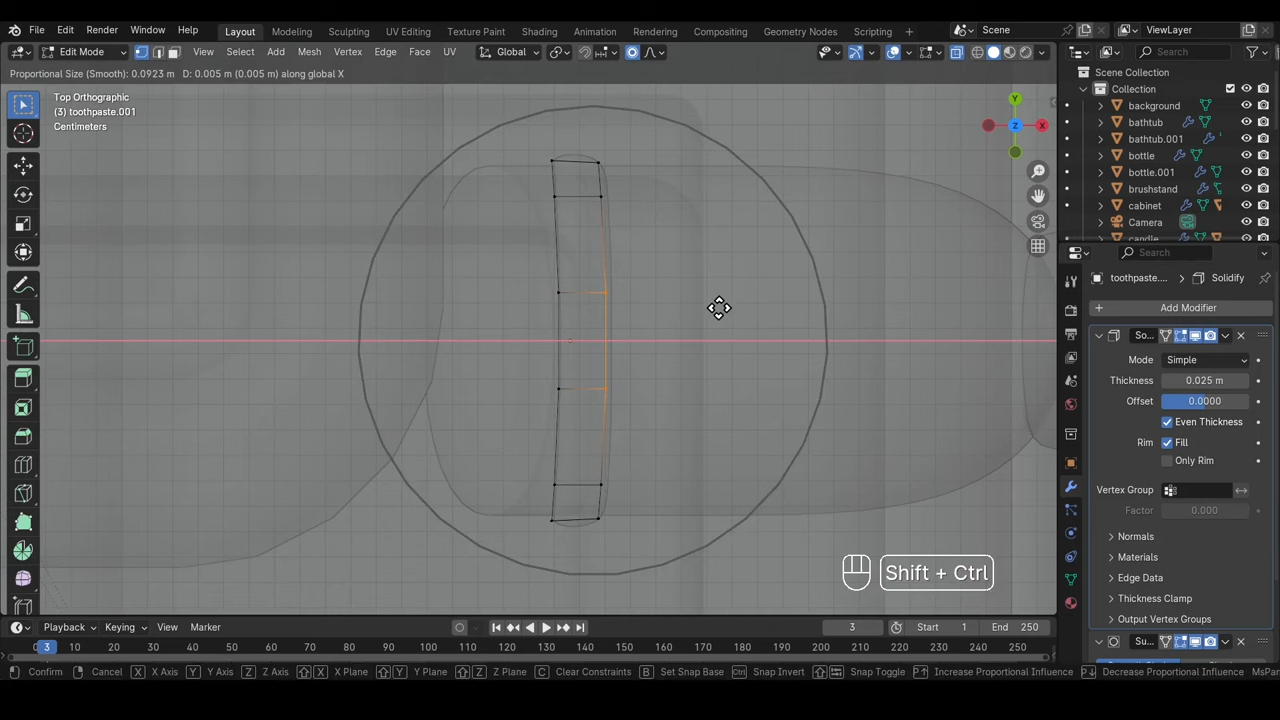 File Edit Render Window Help Layout Modeling Sculpting UV Editing Texture Paint Shading Animation Rendering Compositing Geometry Nodes Scripting Scene ViewLayer
Edit Mode View Select Add Mesh Vertex Edge Face UV Global Search
Proportional Size (Smooth): 0.0923 m D: 0.005 m (0.005 m) along global X
Scene Collection
Collection
background
bathtub
bathtub.001
bottle
bottle.001
brushstand
cabinet
Camera
candle
Top Orthographic
(3) toothpaste.001
Centimeters
Y
Z
X
Search
toothpaste.... Solidify
Add Modifier
So...
Mode Simple
Thickness 0.025 m
Offset 0.0000
Even Thickness
Rim Fill
Only Rim
Vertex Group
Factor 0.000
Normals
Materials
Edge Data
Thickness Clamp
Output Vertex Groups
Su...
Shift + Ctrl
Playback Keying View Marker 3 Start 1 End 250
3 10 20 30 40 50 60 70 80 90 100 110 120 130 140 150 160 170 180 190 200 210 220 230 240 250
Confirm Cancel X X Axis Y Y Axis Z Z Axis X X Plane Y Y Plane Z Z Plane C Clear Constraints B Set Snap Base Ctrl Snap Invert Snap Toggle Increase Proportional Influence Decrease Proportional Influence MsPan